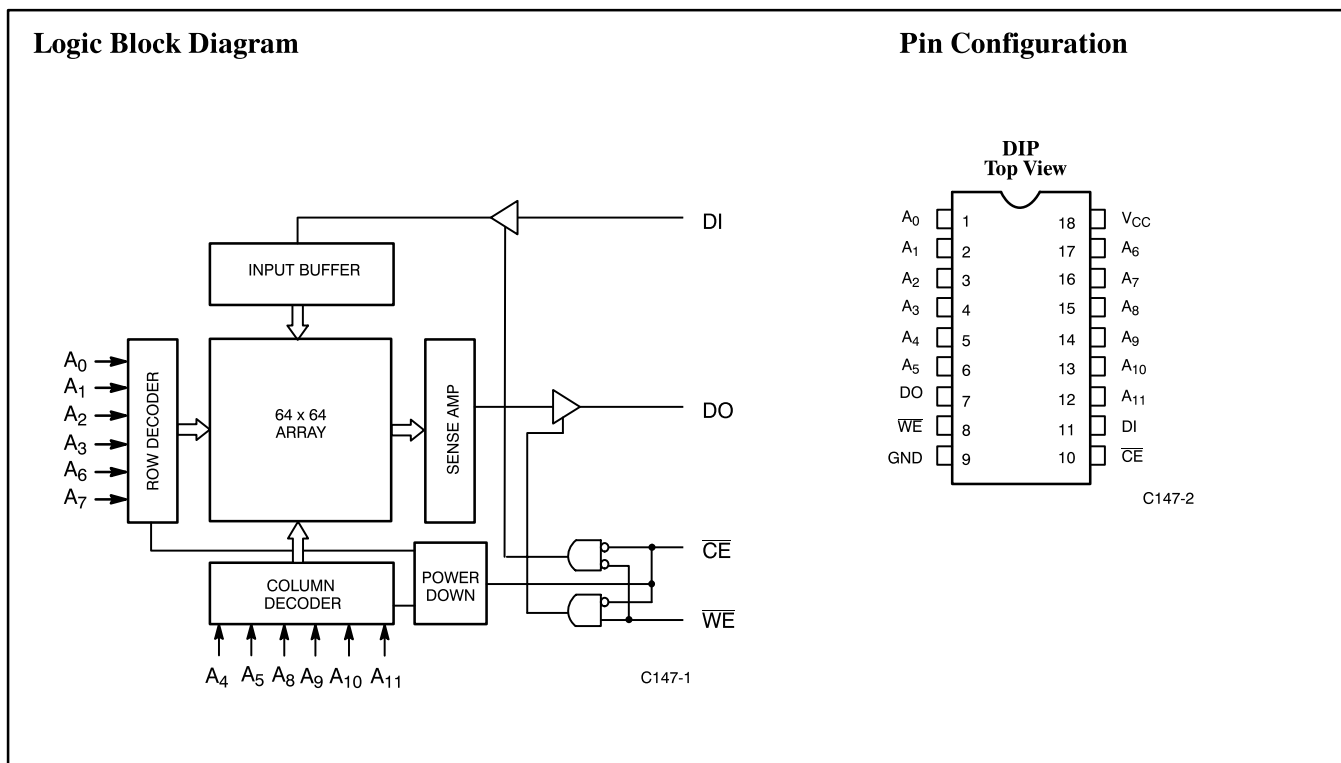 Logic Block Diagram
Pin Configuration
DI
INPUT BUFFER
A0
A1
A2
A3
A6
A7
ROW DECODER
64 x 64
ARRAY
SENSE AMP
DO
CE
WE
POWER
DOWN
COLUMN
DECODER
A4 A5 A8 A9 A10 A11
C147-1
DIP
Top View
A0 1 18 VCC
A1 2 17 A6
A2 3 16 A7
A3 4 15 A8
A4 5 14 A9
A5 6 13 A10
DO 7 12 A11
WE 8 11 DI
GND 9 10 CE
C147-2